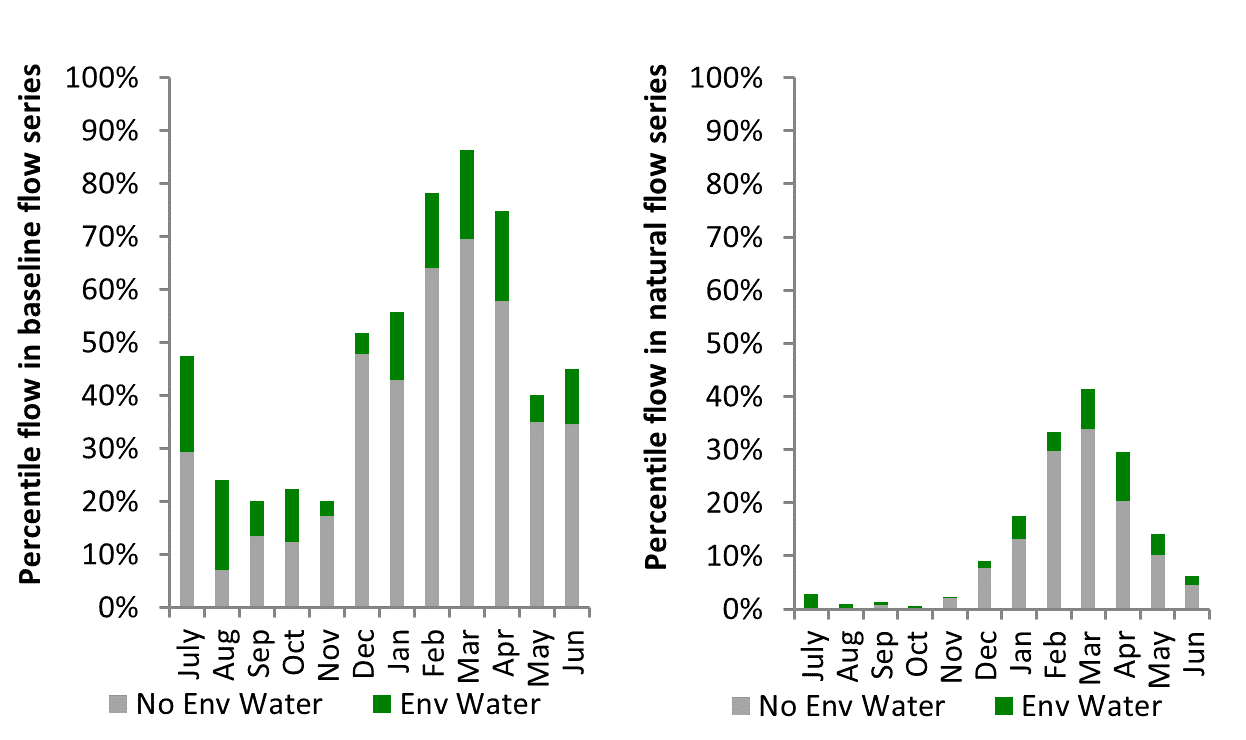 Percentile flow in baseline flow series
100%
90%
80%
70%
60%
50%
40%
30%
20%
10%
0%
July
Aug
Sep
Oct
Nov
Dec
Jan
Feb
Mar
Apr
May
Jun
No Env Water
Env Water
Percentile flow in natural flow series
100%
90%
80%
70%
60%
50%
40%
30%
20%
10%
0%
July
Aug
Sep
Oct
Nov
Dec
Jan
Feb
Mar
Apr
May
Jun
No Env Water
Env Water